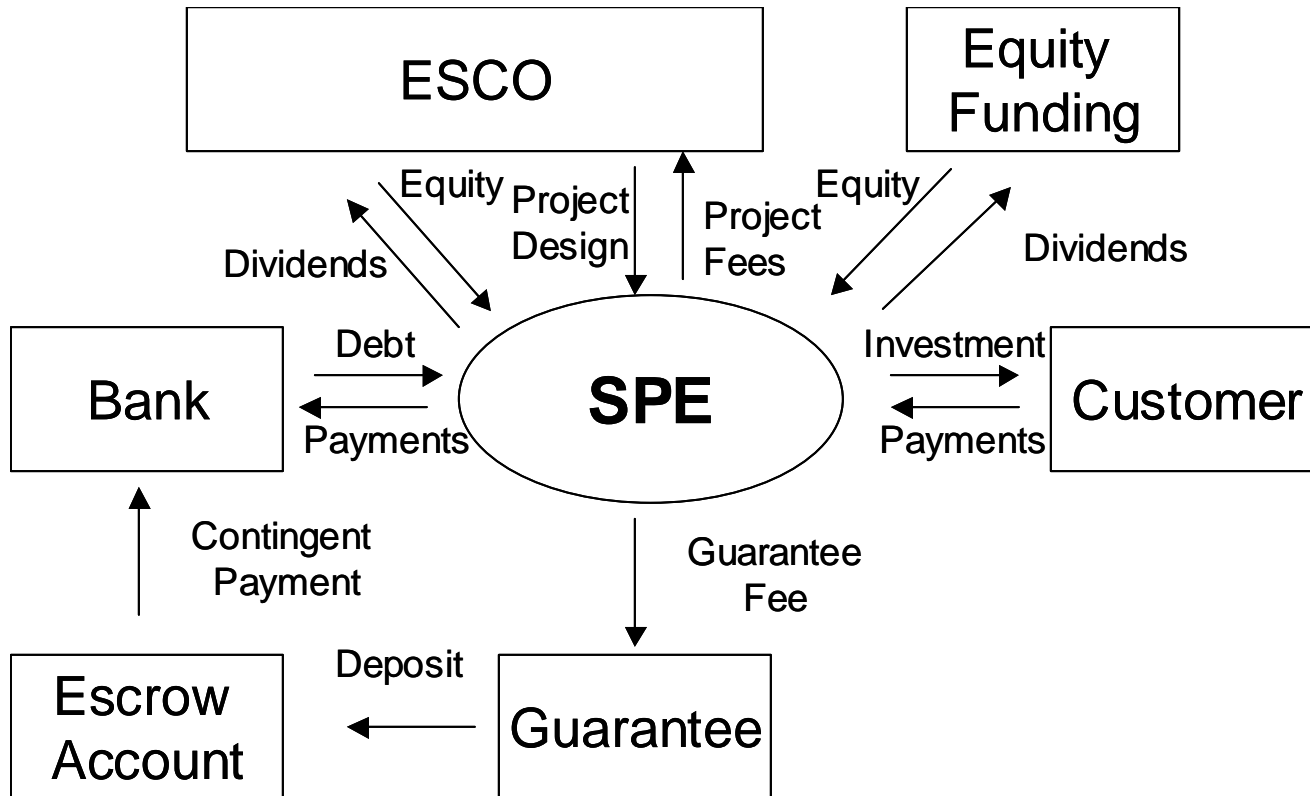 ESCO
Equity
Funding
Equity
Project
Design
Project
Fees
Equity
Dividends
Dividends
Bank
Debt
Payments
SPE
Investment
Payments
Customer
Contingent
Payment
Guarantee
Fee
Escrow
Account
Deposit
Guarantee